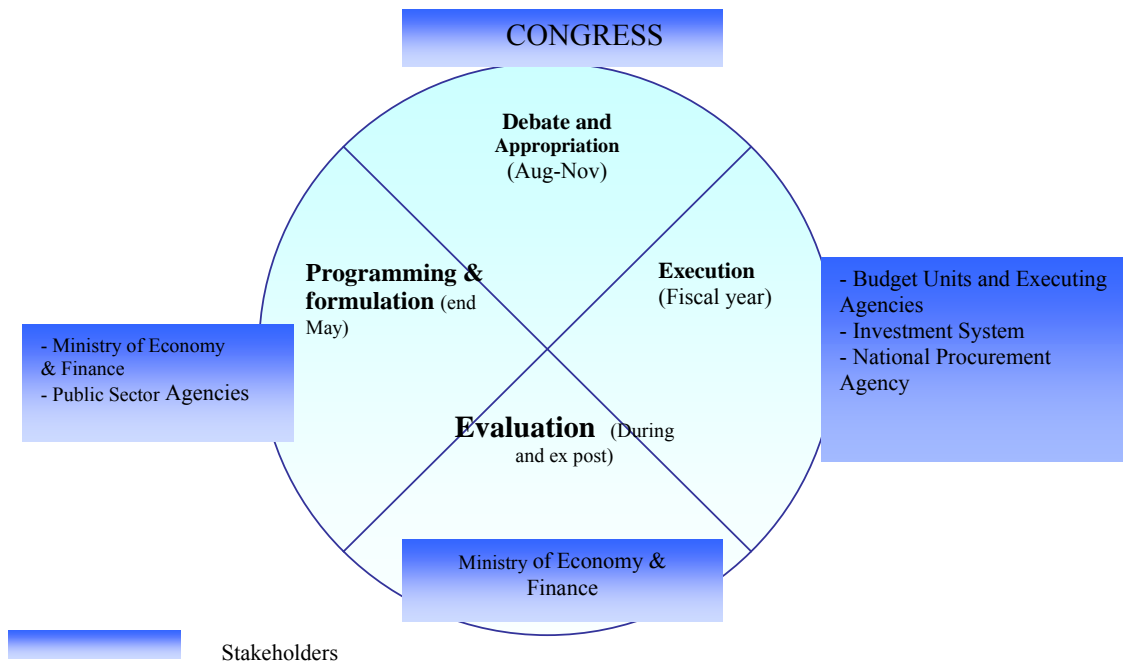 CONGRESS
Debate and
Appropriation
(Aug-Nov)
Programming &
formulation (end
May)
Execution
(Fiscal year)
- Budget Units and Executing
Agencies
- Investment System
- National Procurement
Agency
- Ministry of Economy
& Finance
- Public Sector Agencies
Evaluation (During
and ex post)
Ministry of Economy &
Finance
Stakeholders